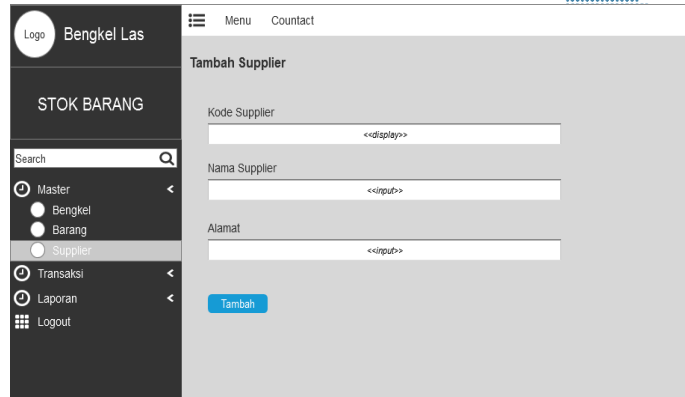 Logo
Bengkel Las
Menu Countact
Tambah Supplier
STOK BARANG
Search
Master
Bengkel
Barang
Supplier
Transaksi
Laporan
Logout
Kode Supplier
<<display>>
Nama Supplier
<<input>>
Alamat
<<input>>
Tambah